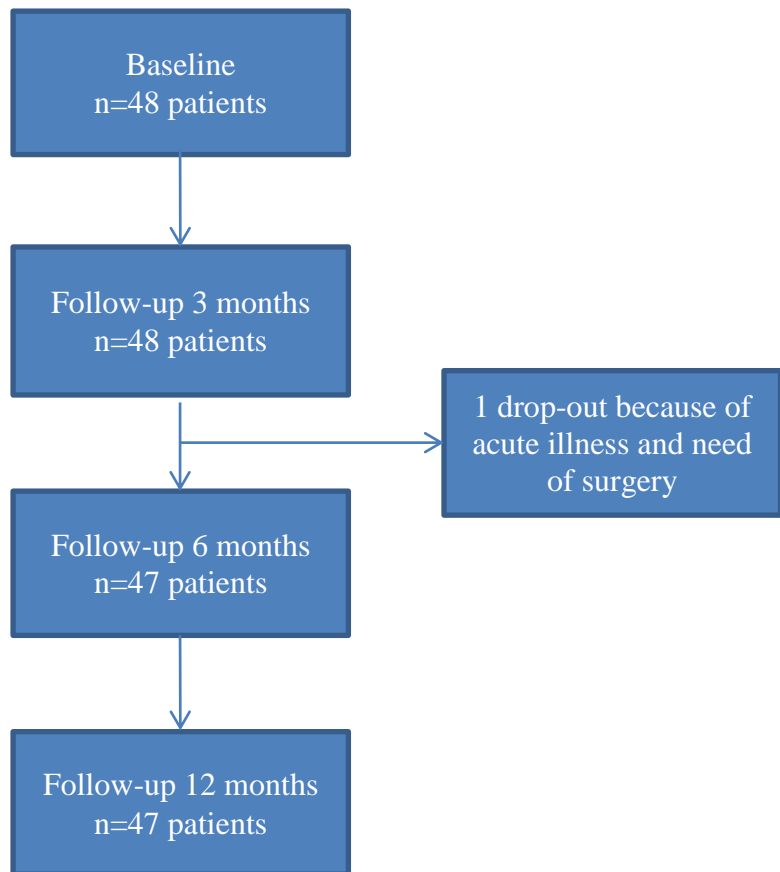 Baseline
n=48 patients
Follow-up 3 months
n=48 patients
1 drop-out because of
acute illness and need
of surgery
Follow-up 6 months
n=47 patients
Follow-up 12 months
n=47 patients